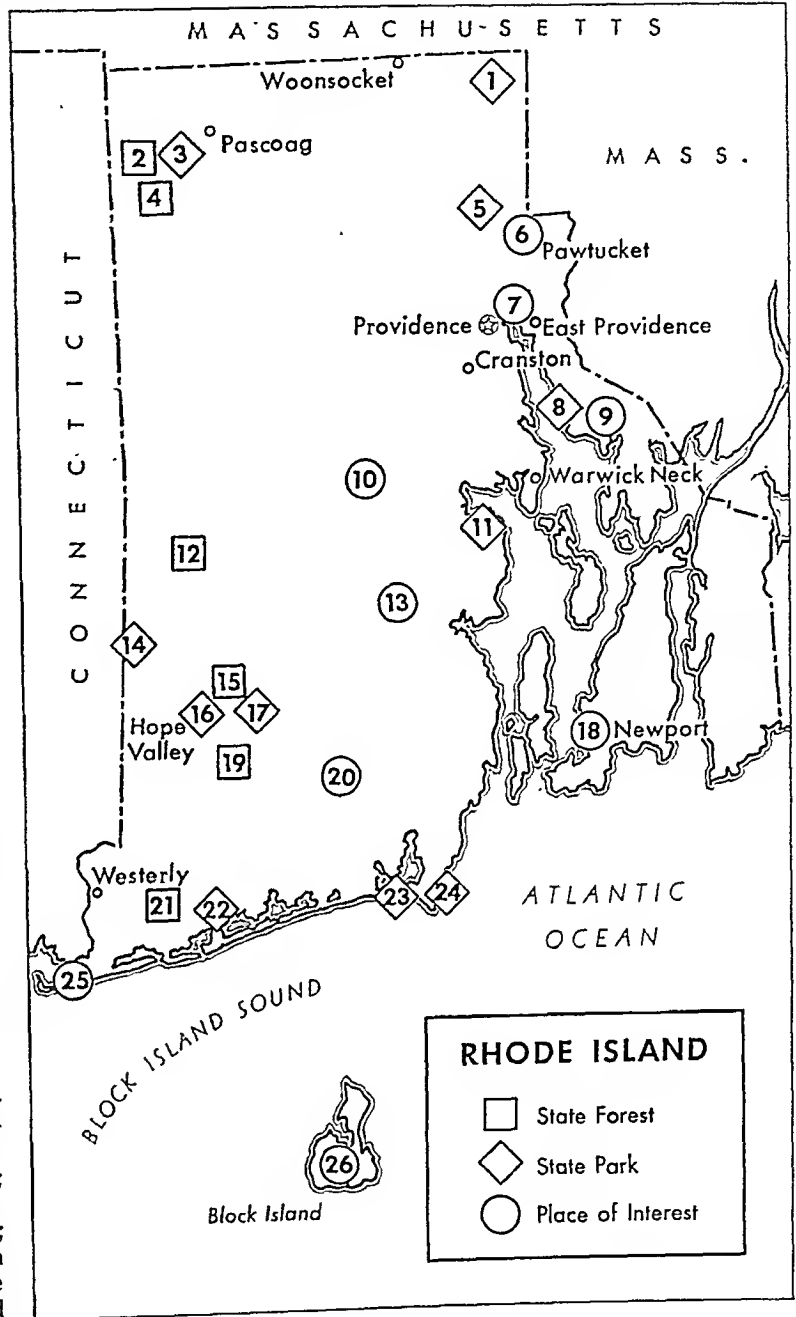 MASSACHUSETTS
Woonsocket
1
2
3
Pascoag
MASS.
4
5
6
Pawtucket
CONNECTICUT
7
Providence
East Providence
Cranston
8
9
10
Warwick Neck
11
12
13
14
15
16
17
Hope
Valley
18
Newport
19
20
Westerly
21
22
23
24
ATLANTIC
OCEAN
25
BLOCK ISLAND SOUND
26
Block Island
RHODE ISLAND
State Forest
State Park
Place of Interest